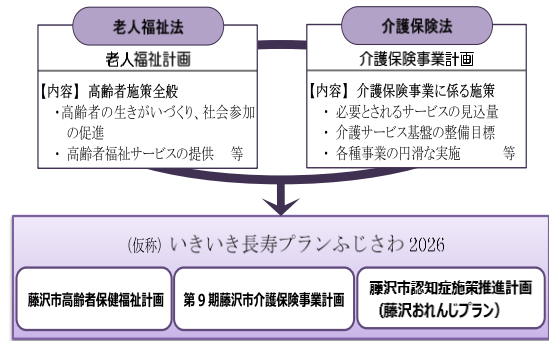 老人福祉法
老人福祉計画
【内容】 高齢者施策全般
・高齢者の生きがいづくり、社会参加
の促進
・ 高齢者福祉サービスの提供 等
介護保険法
介護保険事業計画
【内容】 介護保険事業に係る施策
・ 必要とされるサービスの見込量
・ 介護サービス基盤の整備目標
・ 各種事業の円滑な実施 等
(仮称) いきいき長寿プランふじさわ 2026
藤沢市高齢者保健福祉計画
第9期藤沢市介護保険事業計画
藤沢市認知症施策推進計画
(藤沢おれんじプラン)